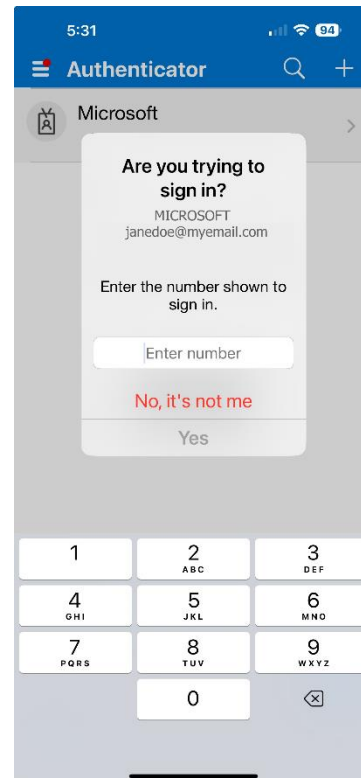 5:31
94
Authenticator
Microsoft
Are you trying to
sign in?
MICROSOFT
janedoe@myemail.com
Enter the number shown to
sign in.
Enter number
No, it's not me
Yes
1 2 3
ABC DEF
4 5 6
GHI JKL MNO
7 8 9
PQRS TUV WXYZ
0